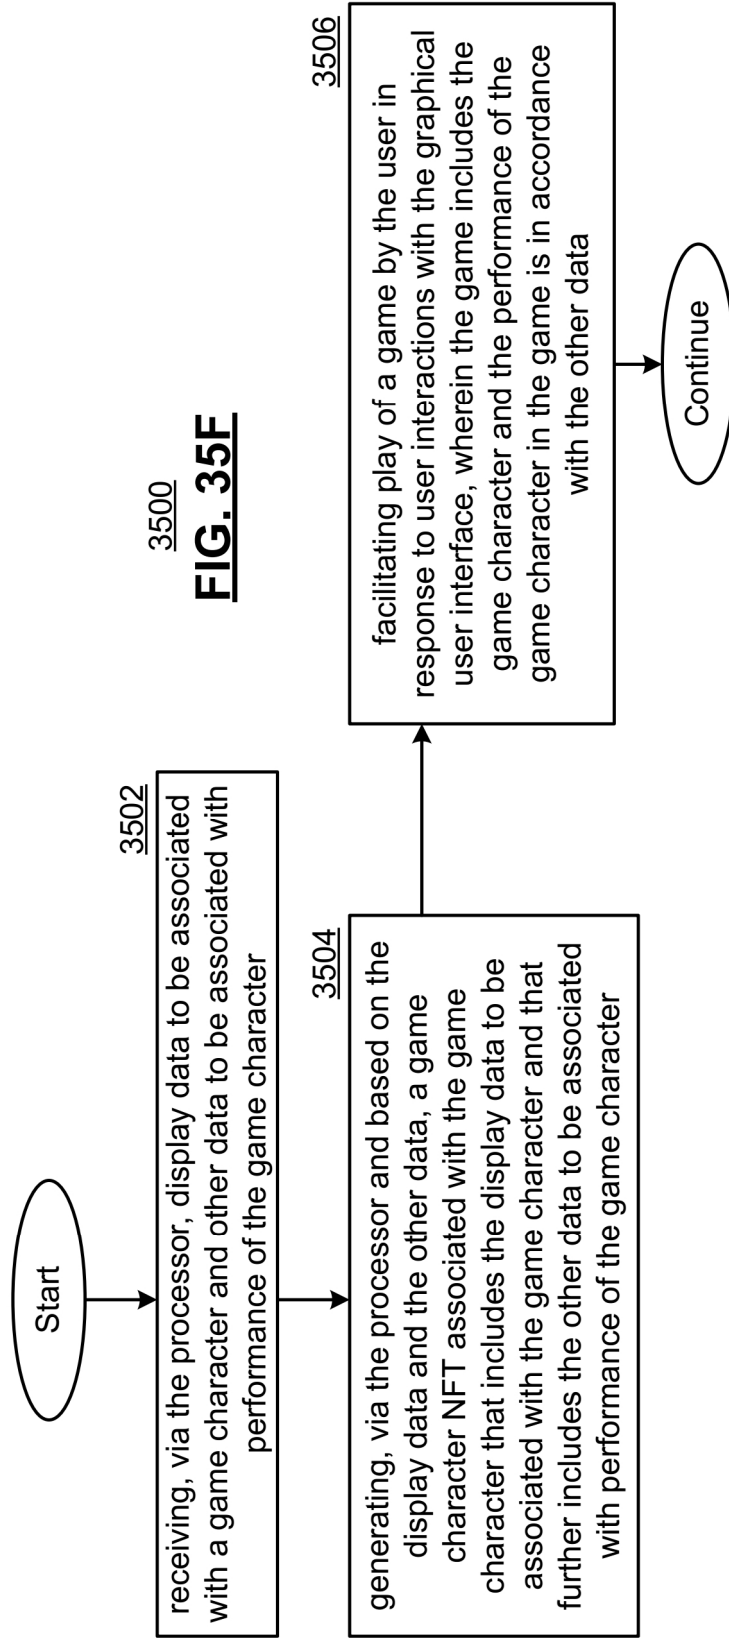 3500
FIG. 35F
Start
3502
receiving, via the processor, display data to be associated
with a game character and other data to be associated with
performance of the game character
3504
generating, via the processor and based on the
display data and the other data, a game
character NFT associated with the game
character that includes the display data to be
associated with the game character and that
further includes the other data to be associated
with performance of the game character
3506
facilitating play of a game by the user in
response to user interactions with the graphical
user interface, wherein the game includes the
game character and the performance of the
game character in the game is in accordance
with the other data
Continue